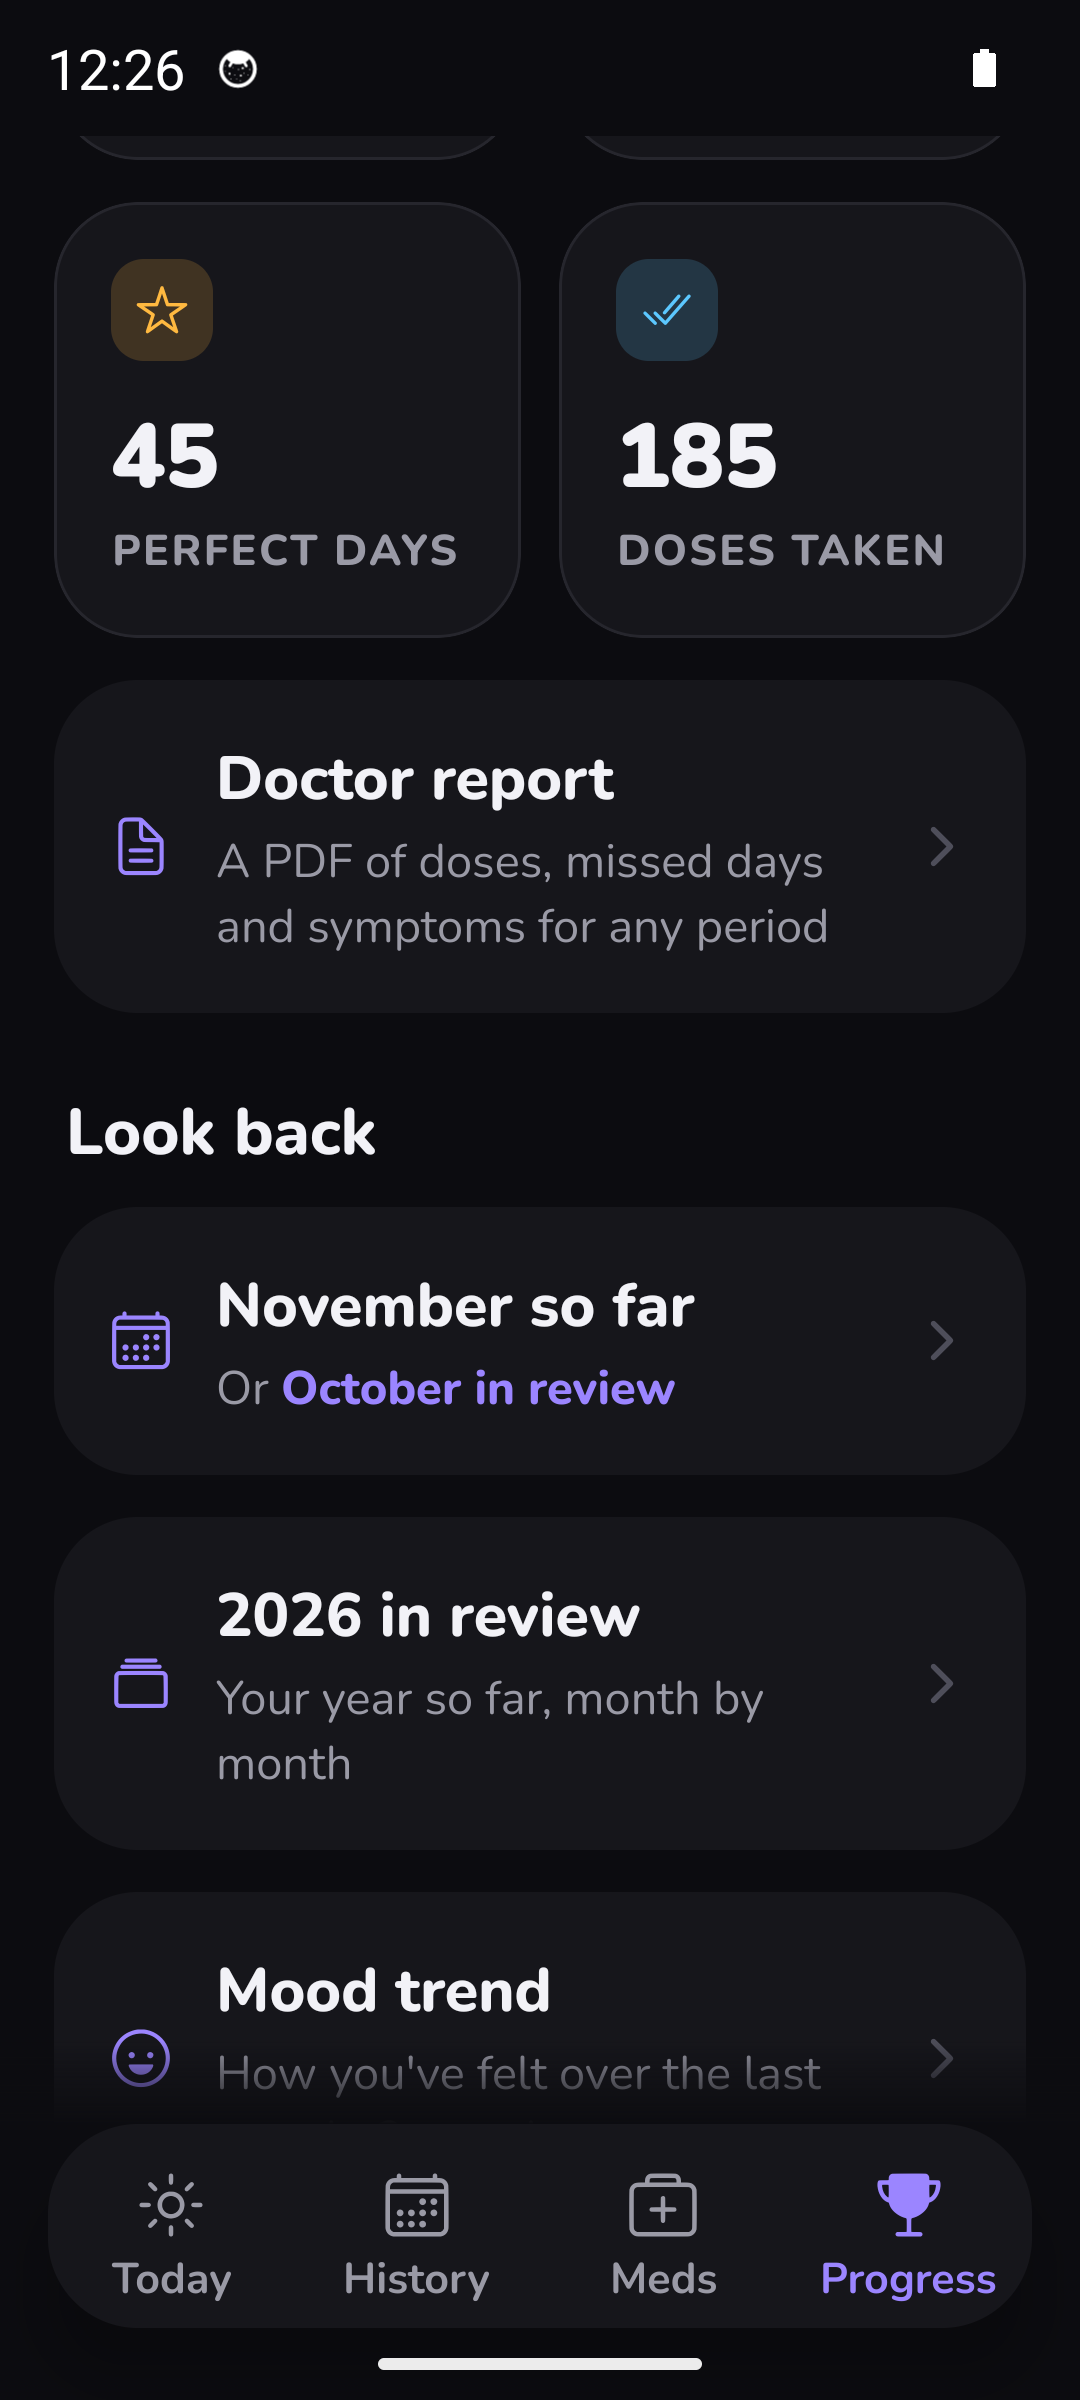 12:26
45
PERFECT DAYS
185
DOSES TAKEN
Doctor report
A PDF of doses, missed days
and symptoms for any period
Look back
November so far
Or October in review
2026 in review
Your year so far, month by
month
Mood trend
How you've felt over the last
Today
History
Meds
Progress